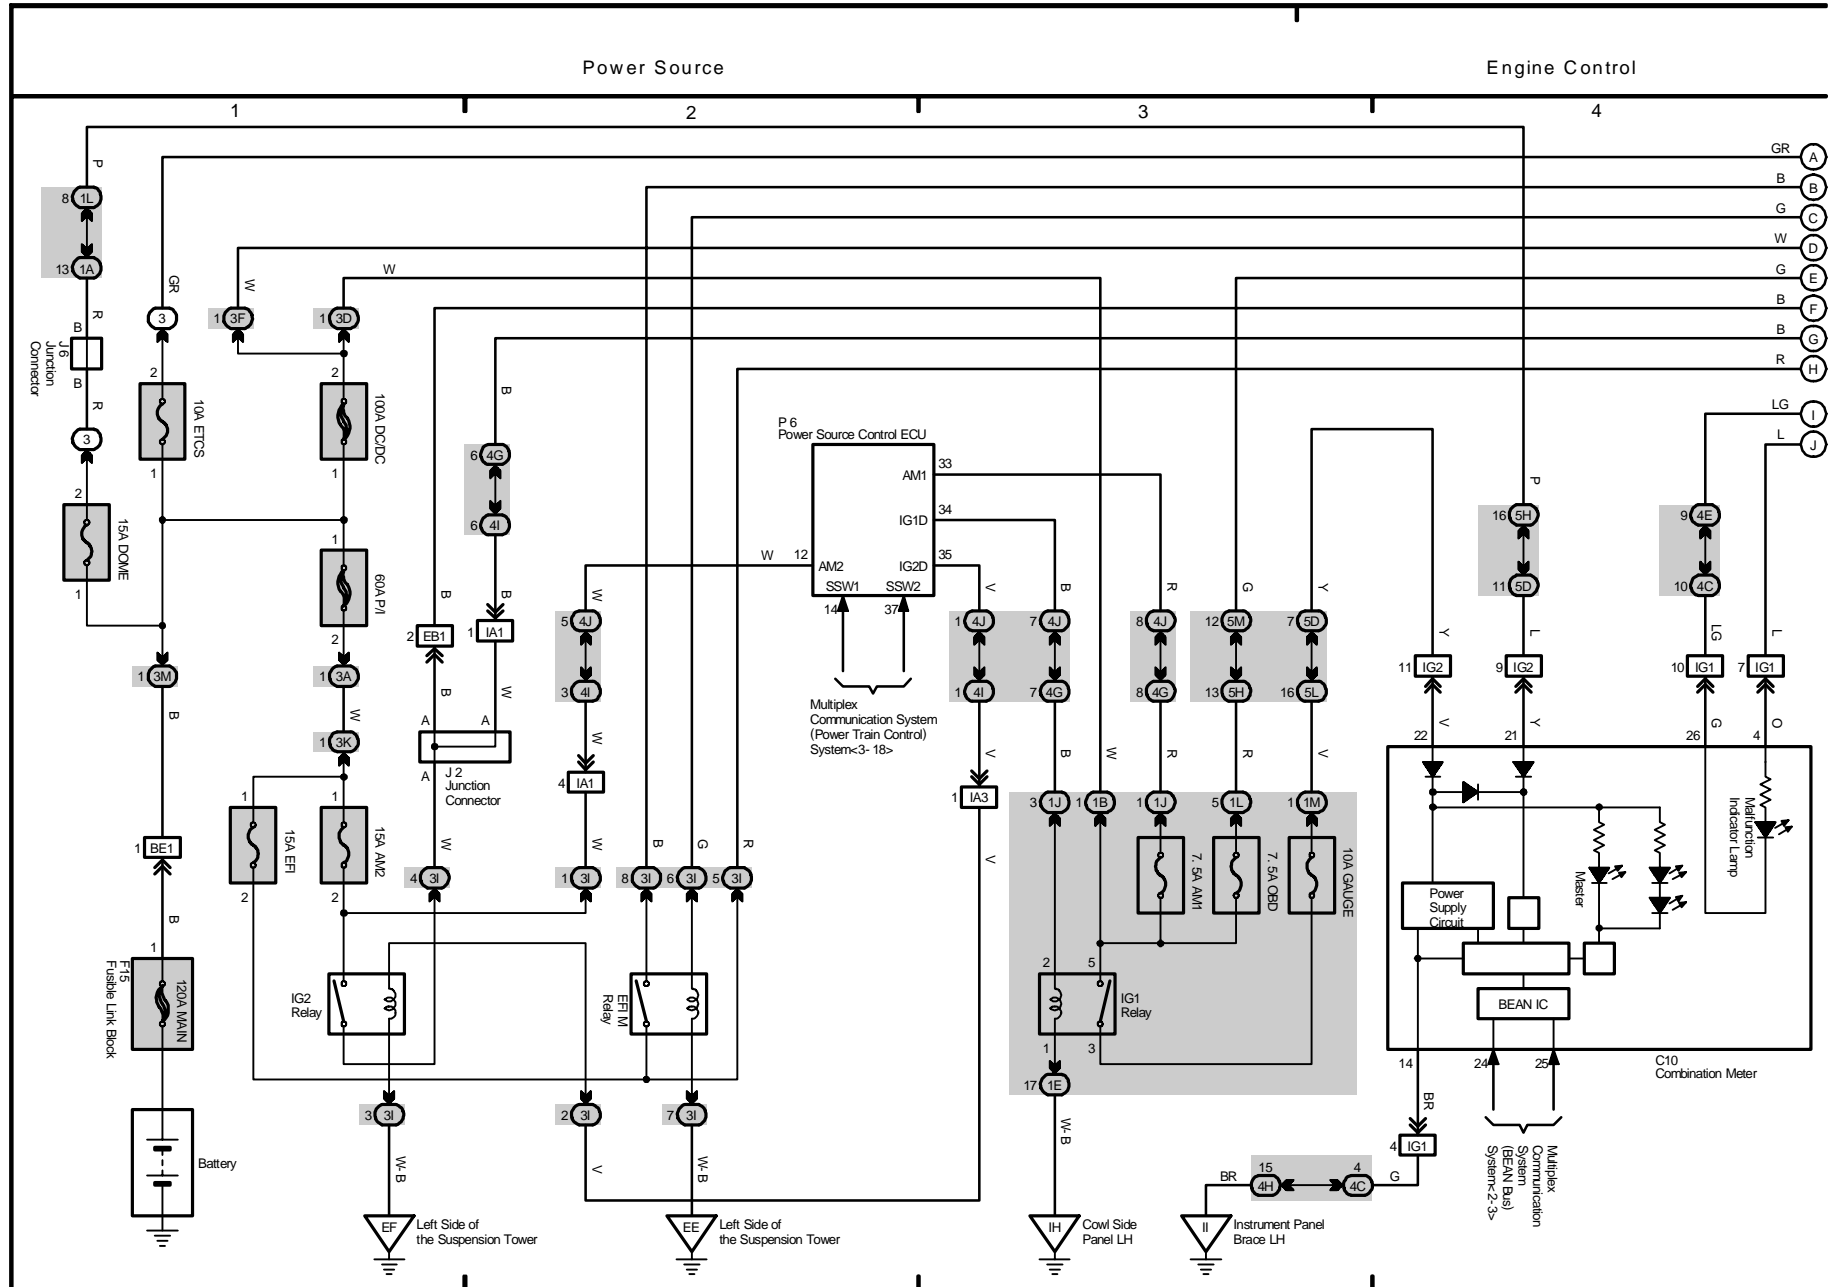 Power Source
Engine Control
1
2
3
4
GR
A
B
B
G
C
W
D
G
E
B
F
B
G
R
H
LG
I
L
J
P
8
1L
13
1A
R
B
J 6
Junction
Connector
B
R
3
2
15A DOME
1
GR
3
2
10A ETCS
1
1
3M
B
1
BE1
B
1
F15
Fusible Link Block
120A MAIN
Battery
W
1
3F
W
1
3D
2
100A DC/DC
1
1
60A P/I
2
1
3A
W
1
3K
1
15A EFI
2
1
15A AM2
2
IG2
Relay
3
3I
W-B
EF
Left Side of
the Suspension Tower
B
2
EB1
B
A
A
A
J 2
Junction
Connector
W
4
3I
B
6
4G
6
4I
B
1
IA1
W
W
5
4J
3
4I
W
4
IA1
W
1
3I
B
8
3I
G
6
3I
R
5
3I
EFI M
Relay
2
3I
V
7
3I
W-B
EE
Left Side of
the Suspension Tower
P 6
Power Source Control ECU
W
12
AM2
AM1
33
IG1D
34
IG2D
35
SSW1
SSW2
14
37
Multiplex
Communication System
(Power Train Control)
System<3-18>
V
1
4J
1
4I
V
1
IA3
V
B
7
4J
7
4G
B
W
R
8
4J
8
4G
R
G
12
5M
13
5H
R
Y
7
5D
16
5L
V
3
1J
1
1B
1
1J
5
1L
1
1M
7. 5A AM1
7. 5A OBD
10A GAUGE
2
5
IG1
Relay
1
3
17
1E
W-B
IH
Cowl Side
Panel LH
BR
15
4H
4
4C
G
II
Instrument Panel
Brace LH
P
16
5H
11
5D
Y
11
IG2
V
22
L
9
IG2
Y
21
9
4E
10
4C
LG
10
IG1
G
26
L
7
IG1
O
4
Malfunction
Indicator Lamp
Master
Power
Supply
Circuit
BEAN IC
C10
Combination Meter
14
24
25
BR
4
IG1
Multiplex
Communication
System
(BEAN Bus)
System<2-3>